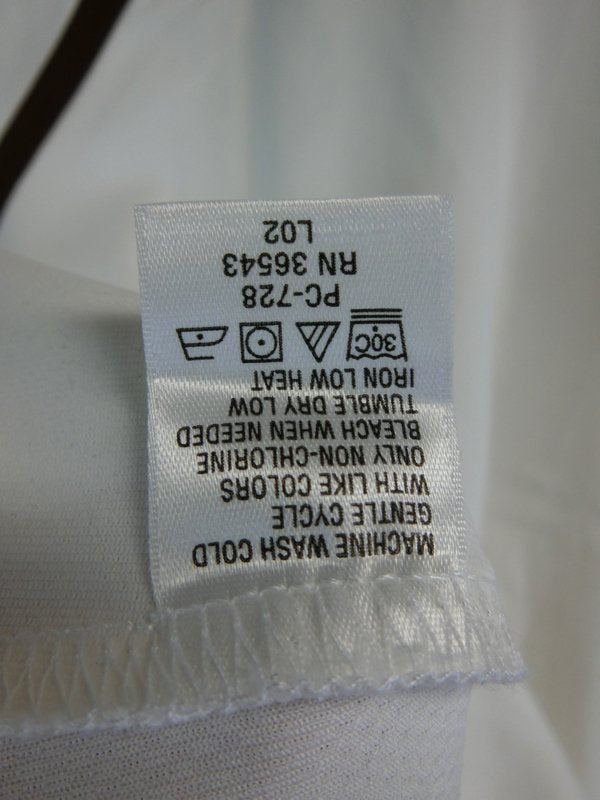 MACHINE WASH COLD
GENTLE CYCLE
WITH LIKE COLORS
ONLY NON-CHLORINE
BLEACH WHEN NEEDED
TUMBLE DRY LOW
IRON LOW HEAT
30C
PC-728
RN 36543
L02